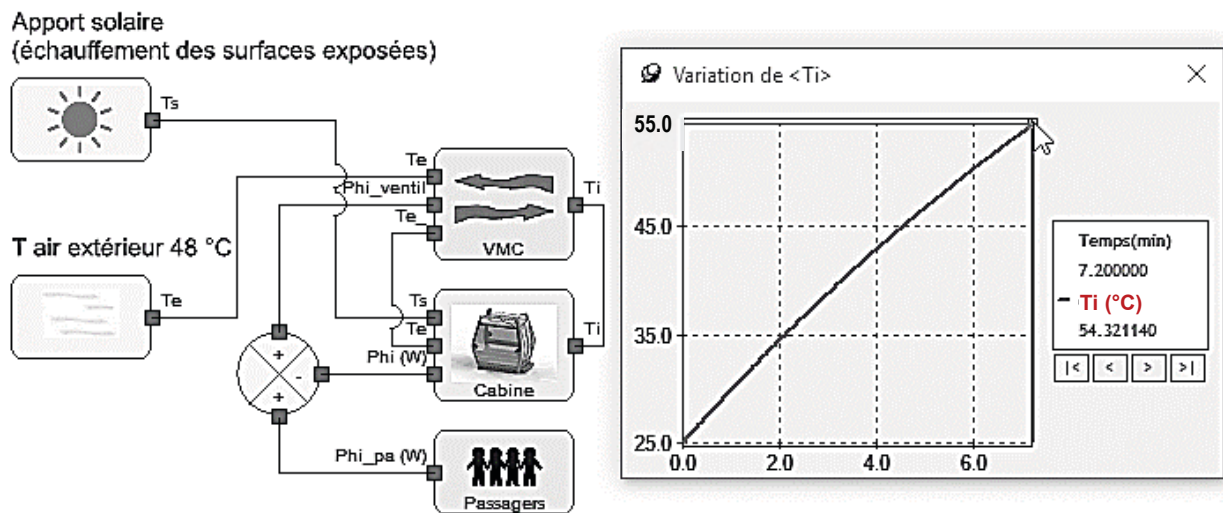 Apport solaire
(échauffement des surfaces exposées)
Ts
Te
Phi_ventil
Te_
Ti
VMC
T air extérieur 48 °C
Te
Ts
Te
Phi (W)
Ti
Cabine
+
-
+
Phi_pa (W)
Passagers
Variation de <Ti>
55.0
45.0
35.0
25.0
0.0 2.0 4.0 6.0
Temps(min)
7.200000
Ti (°C)
54.321140
|< < > >|